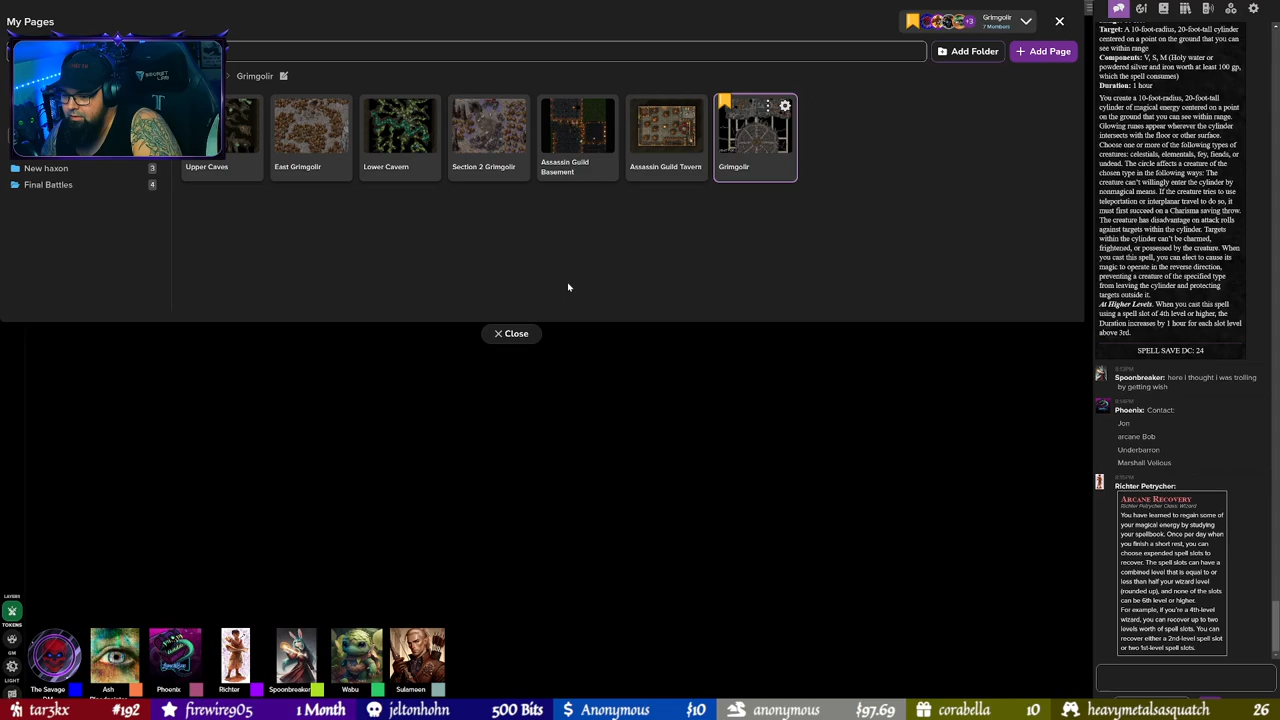 My Pages
Grimgolir
7 Members
Add Folder
Add Page
Grimgolir
Upper Caves
East Grimgolir
Lower Cavern
Section 2 Grimgolir
Assassin Guild
Basement
Assassin Guild Tavern
Grimgolir
New haxon 3
Final Battles 4
Close
Target: A 10-foot-radius, 20-foot-tall
cylinder centered on a point on the ground that you can
see within range
Components: V, S, M (Holy water or
powdered silver and iron worth at least 100 gp,
which the spell consumes)
Duration: 1 hour
You create a 10-foot-radius, 20-foot-tall
cylinder of magical energy centered on a point
on the ground that you can see within range.
Glowing runes appear wherever the cylinder
intersects with the floor or other surface.
Choose one or more of the following types of
creatures: celestials, elementals, fey, fiends, or
undead. The circle affects a creature of the
chosen type in the following ways: The
creature can't willingly enter the cylinder by
nonmagical means. If the creature tries to use
teleportation or interplanar travel to do so, it
must first succeed on a Charisma saving throw.
The creature has disadvantage on attack rolls
against targets within the cylinder. Targets
within the cylinder can't be charmed,
frightened, or possessed by the creature. When
you cast this spell, you can elect to cause its
magic to operate in the reverse direction,
preventing a creature of the specified type
from leaving the cylinder and protecting
targets outside it.
At Higher Levels. When you cast this spell
using a spell slot of 4th level or higher, the
Duration increases by 1 hour for each slot level
above 3rd.
SPELL SAVE DC: 24
Spoonbreaker: here i thought i was trolling
by getting wish
Phoenix: Contact:
Jon
arcane Bob
Underbarron
Marshall Velious
Richter Petrycher:
ARCANE RECOVERY
Richter Petrycher Class: Wizard
You have learned to regain some of
your magical energy by studying
your spellbook. Once per day when
you finish a short rest, you can
choose expended spell slots to
recover. The spell slots can have a
combined level that is equal to or
less than half your wizard level
(rounded up), and none of the slots
can be 6th level or higher.
For example, if you're a 4th-level
wizard, you can recover up to two
levels worth of spell slots. You can
recover either a 2nd-level spell slot
or two 1st-level spell slots.
LAYERS
TOKENS
GM
LIGHT
The Savage
Ash
Phoenix
Richter
Spoonbreaker
Wabu
Sulameen
tar3kx #192
firewire905 1 Month
jeltonhohn 500 Bits
Anonymous $10
anonymous $97.69
corabella 10
heavymetalsasquatch 26